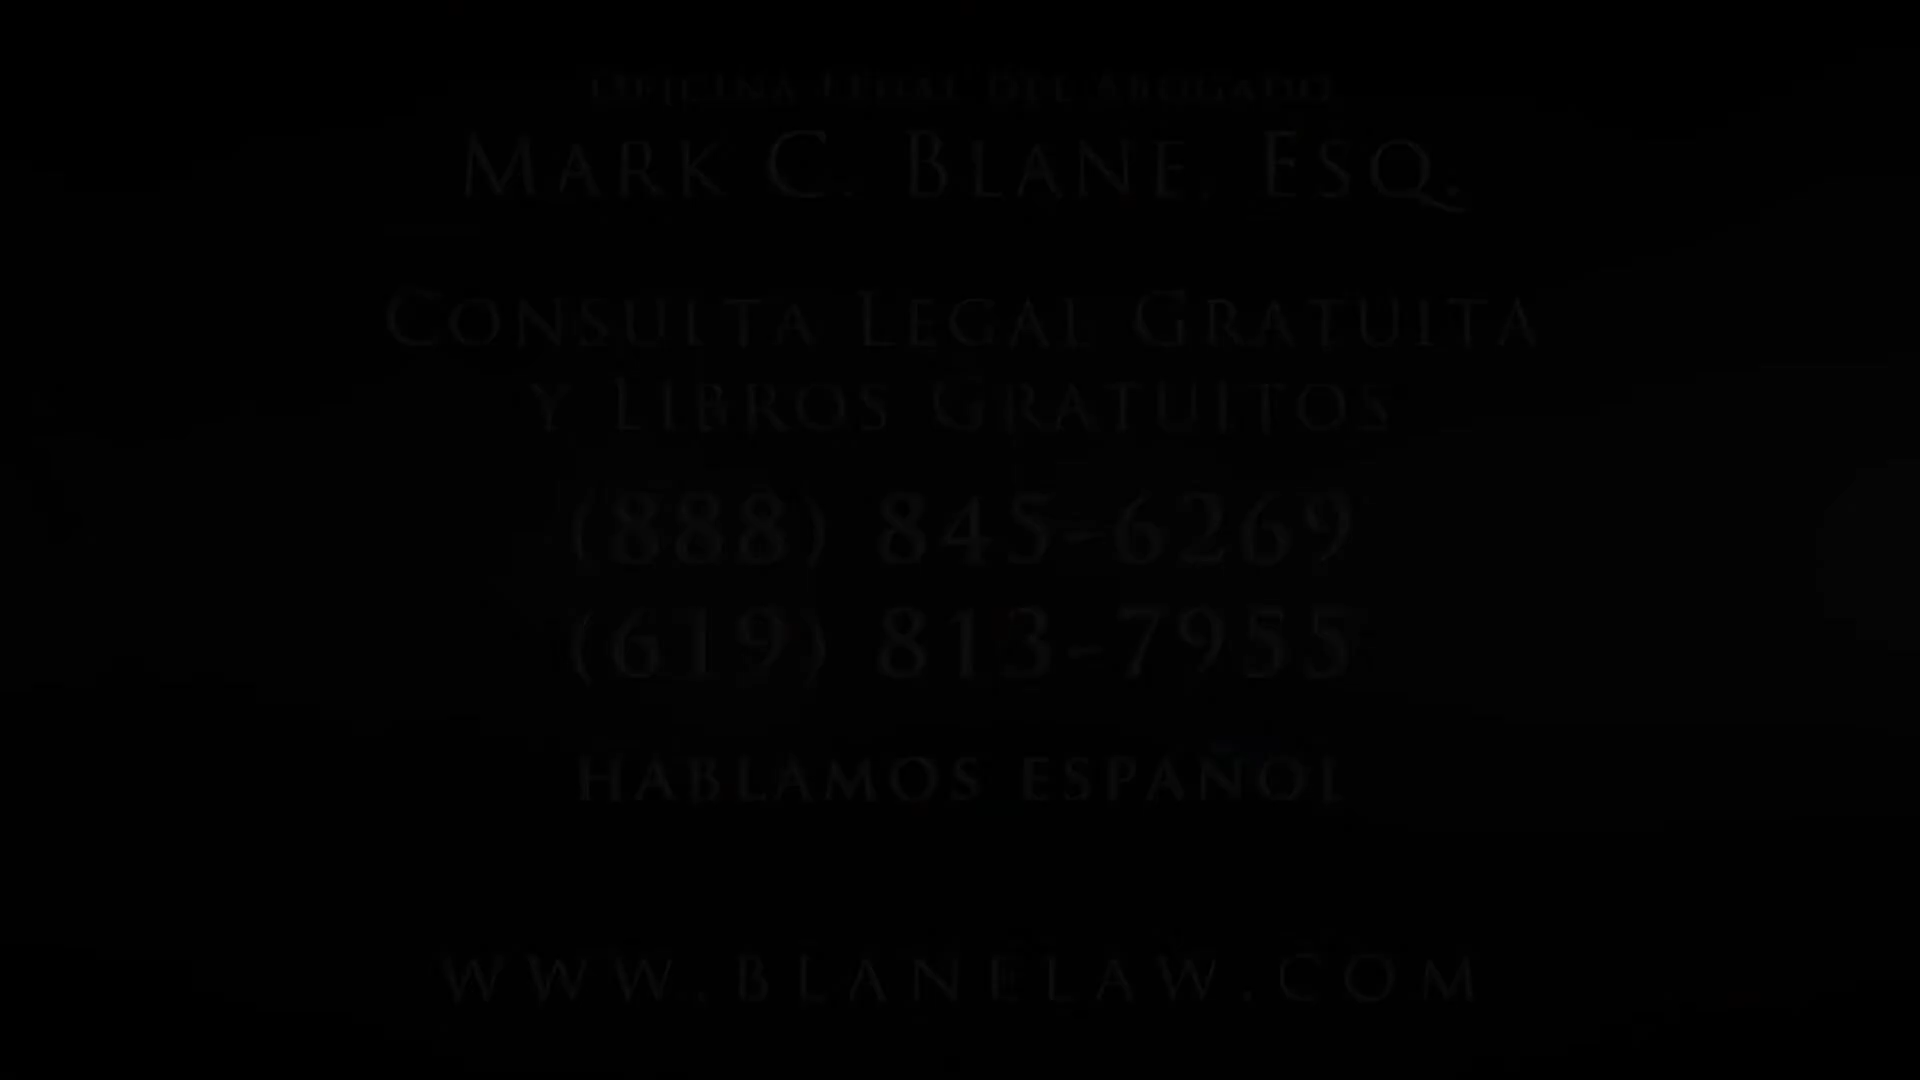 Oficina Legal Del Abogado
Mark C. Blane, Esq.
Consulta Legal Gratuita
y Libros Gratuitos
(888) 845-6269
(619) 813-7955
Hablamos español
www.blanelaw.com